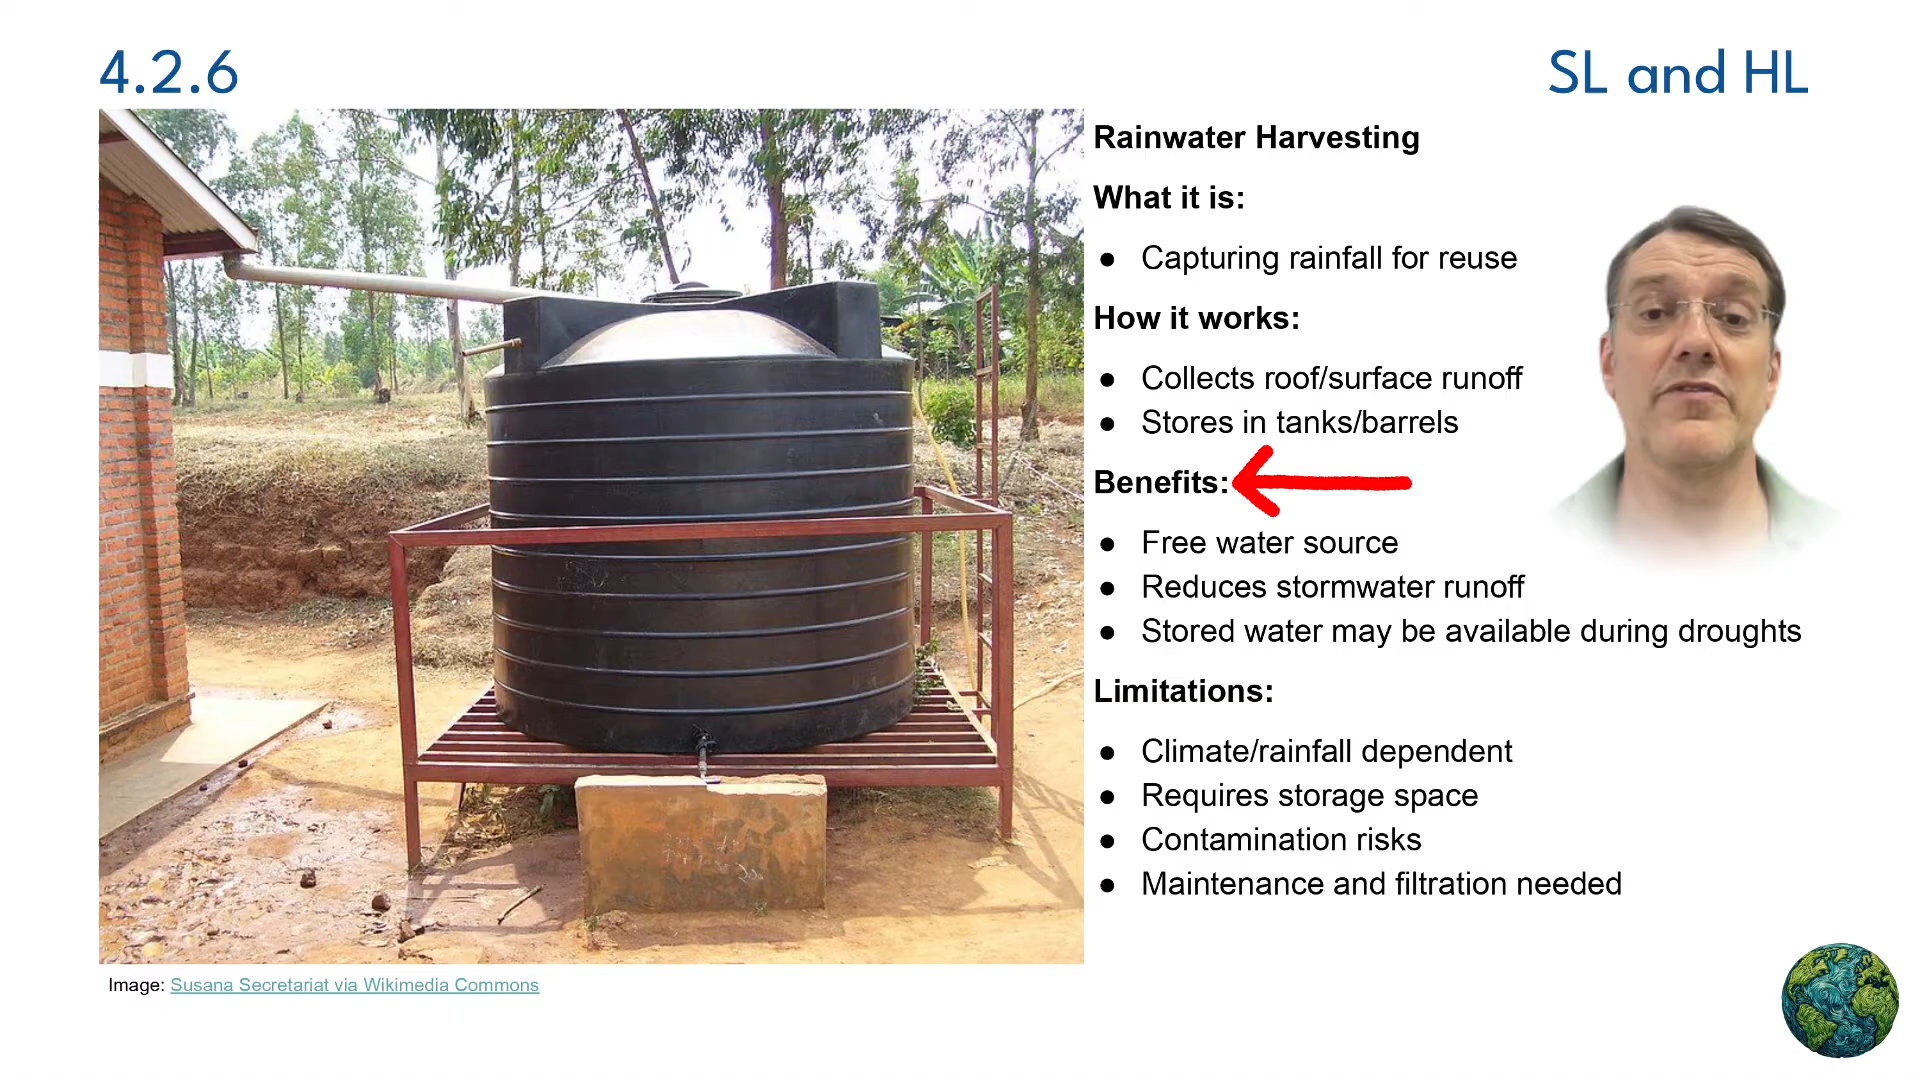 4.2.6
SL and HL
Rainwater Harvesting
What it is:
● Capturing rainfall for reuse
How it works:
● Collects roof/surface runoff
● Stores in tanks/barrels
Benefits:
● Free water source
● Reduces stormwater runoff
● Stored water may be available during droughts
Limitations:
● Climate/rainfall dependent
● Requires storage space
● Contamination risks
● Maintenance and filtration needed
Image: Susana Secretariat via Wikimedia Commons